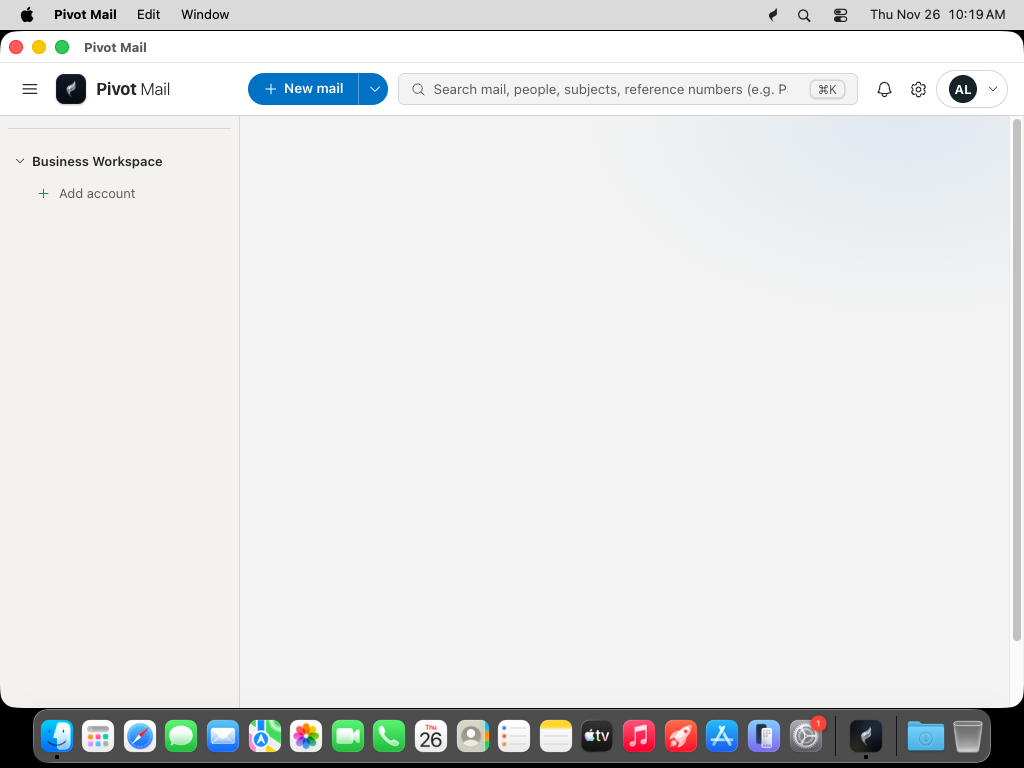 Pivot Mail Edit Window Thu Nov 26 10:19 AM
Pivot Mail
Pivot Mail
New mail
Search mail, people, subjects, reference numbers (e.g. P
⌘K
AL
Business Workspace
Add account
Thu
26
tv
1